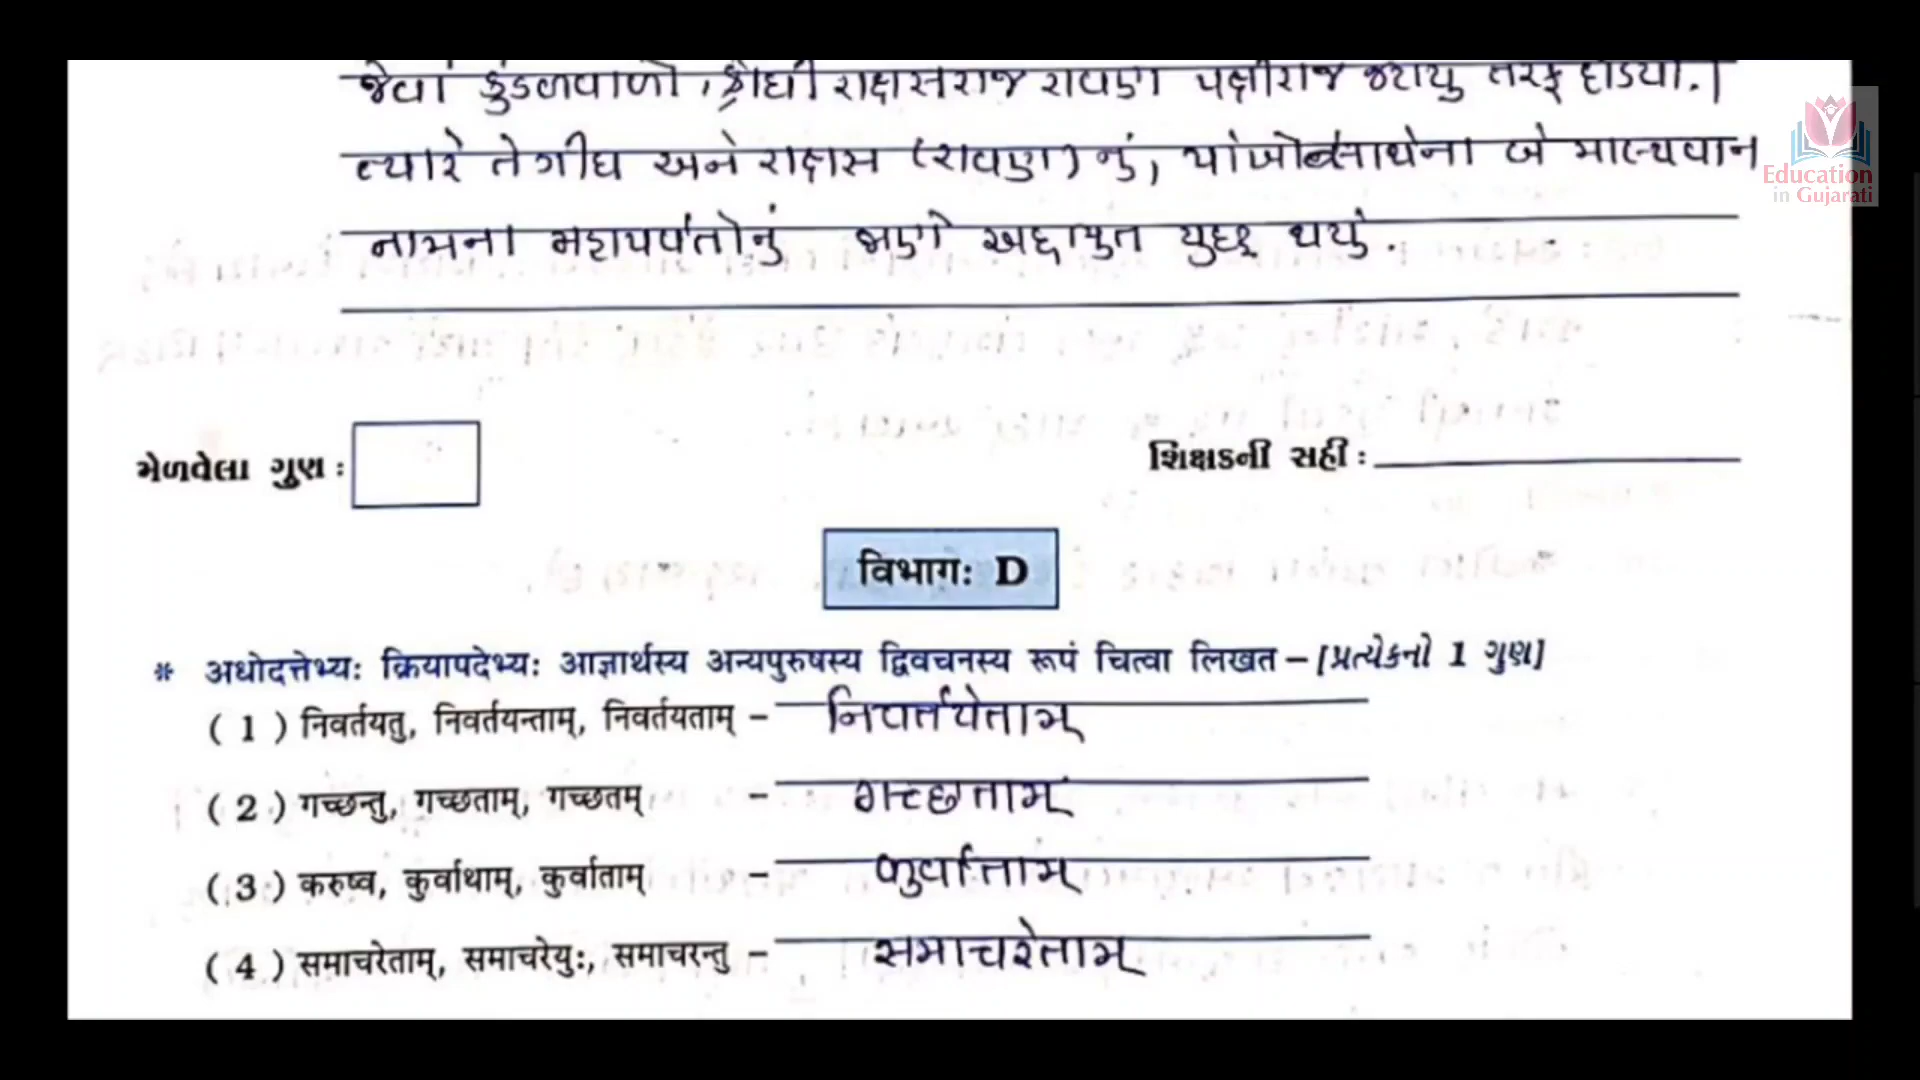 જેવાં કુંડળવાળો, ક્રોધી રાક્ષસરાજ રાવણ પક્ષીરાજ જટાયુ તરફ દોડયો.
ત્યારે તે ગીધ અને રાક્ષસ (રાવણ) નું, પાંખો સાથેના બે માલ્યવાન
નામના મહાપર્વતોનું જાણે અદ્દભુત યુદ્ધ થયું.
Education
in Gujarati
મેળવેલા ગુણ :
શિક્ષકની સહી :
विभागः D
* अधोदत्तेभ्यः क्रियापदेभ्यः आज्ञार्थस्य अन्यपुरुषस्य द्विवचनस्य रूपं चित्वा लिखत – [પ્રત્યેકનો 1 ગુણ]
( 1 ) निवर्तयतु, निवर्तयन्ताम्, निवर्तयताम् – निवर्तयेताम्
( 2 ) गच्छन्तु, गच्छताम्, गच्छतम् – गच्छताम्
( 3 ) करुष्व, कुर्वाथाम्, कुर्वाताम् – कुर्वाताम्
( 4 ) समाचरेताम्, समाचरेयुः, समाचरन्तु – समाचरेताम्